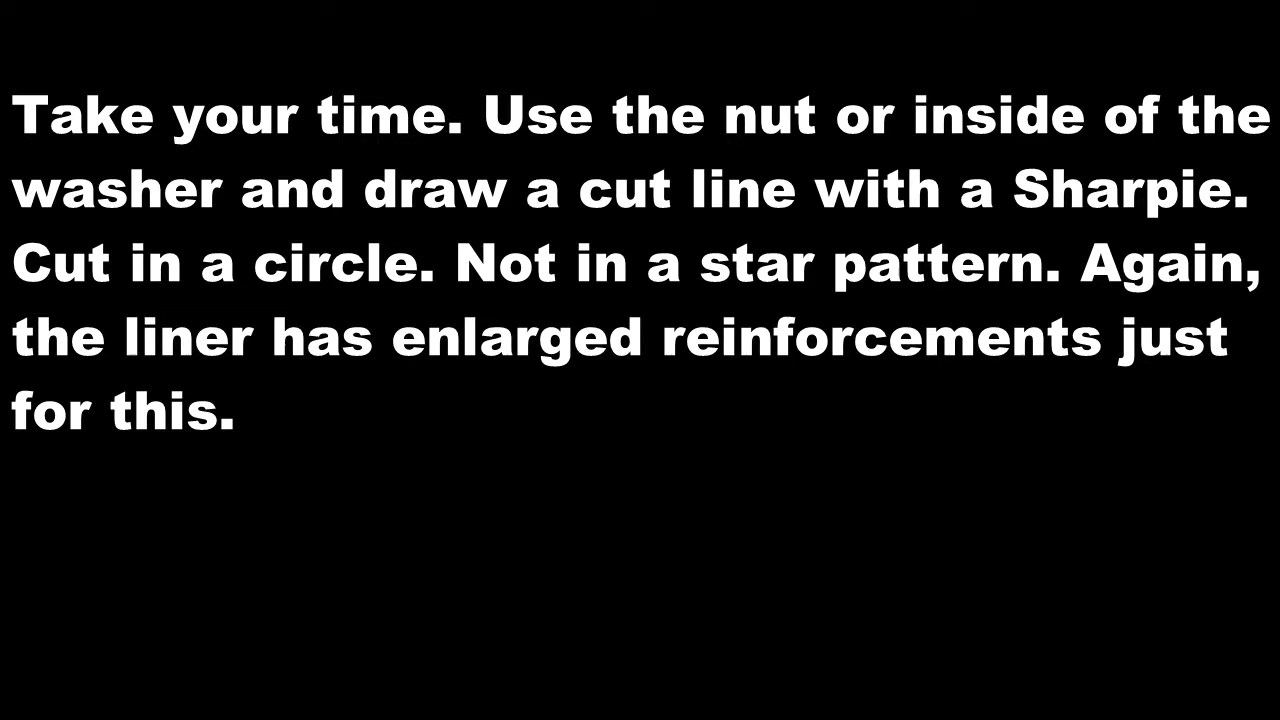 Take your time. Use the nut or inside of the
washer and draw a cut line with a Sharpie.
Cut in a circle. Not in a star pattern. Again,
the liner has enlarged reinforcements just
for this.